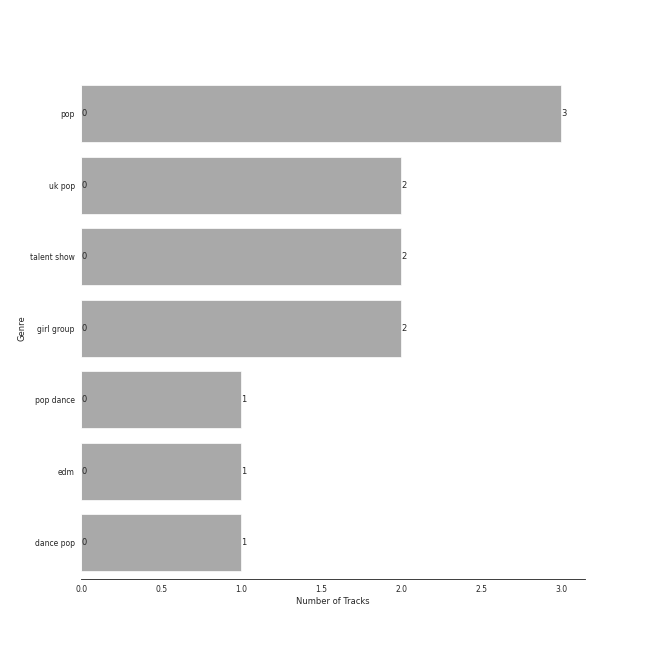 pop 0 3
uk pop 0 2
talent show 0 2
girl group 0 2
pop dance 0 1
edm 0 1
dance pop 0 1
Genre
0.0 0.5 1.0 1.5 2.0 2.5 3.0
Number of Tracks